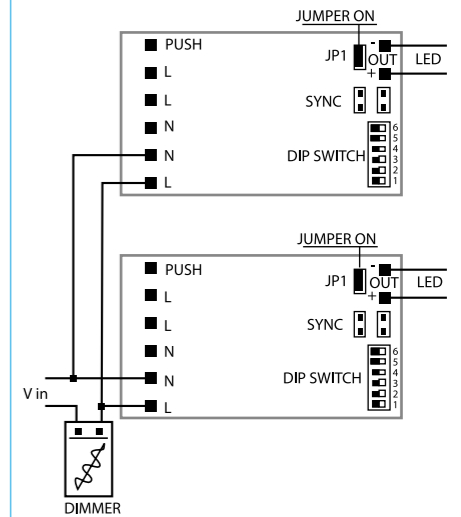 JUMPER ON
PUSH
JP1
-
OUT
LED
+
L
L
SYNC
N
N
DIP SWITCH
6
5
4
3
2
1
L
JUMPER ON
PUSH
JP1
-
OUT
LED
+
L
L
SYNC
N
N
DIP SWITCH
6
5
4
3
2
1
L
V in
DIMMER